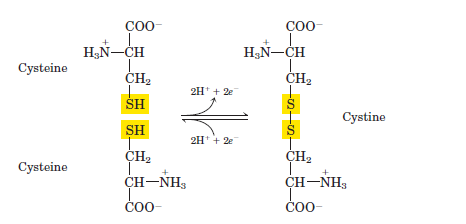 COO⁻ COO⁻
H₃N⁺—CH H₃N⁺—CH
Cysteine
CH₂ CH₂
2H⁺ + 2e⁻
SH S
Cystine
SH S
2H⁺ + 2e⁻
CH₂ CH₂
Cysteine
CH—N⁺H₃ CH—N⁺H₃
COO⁻ COO⁻